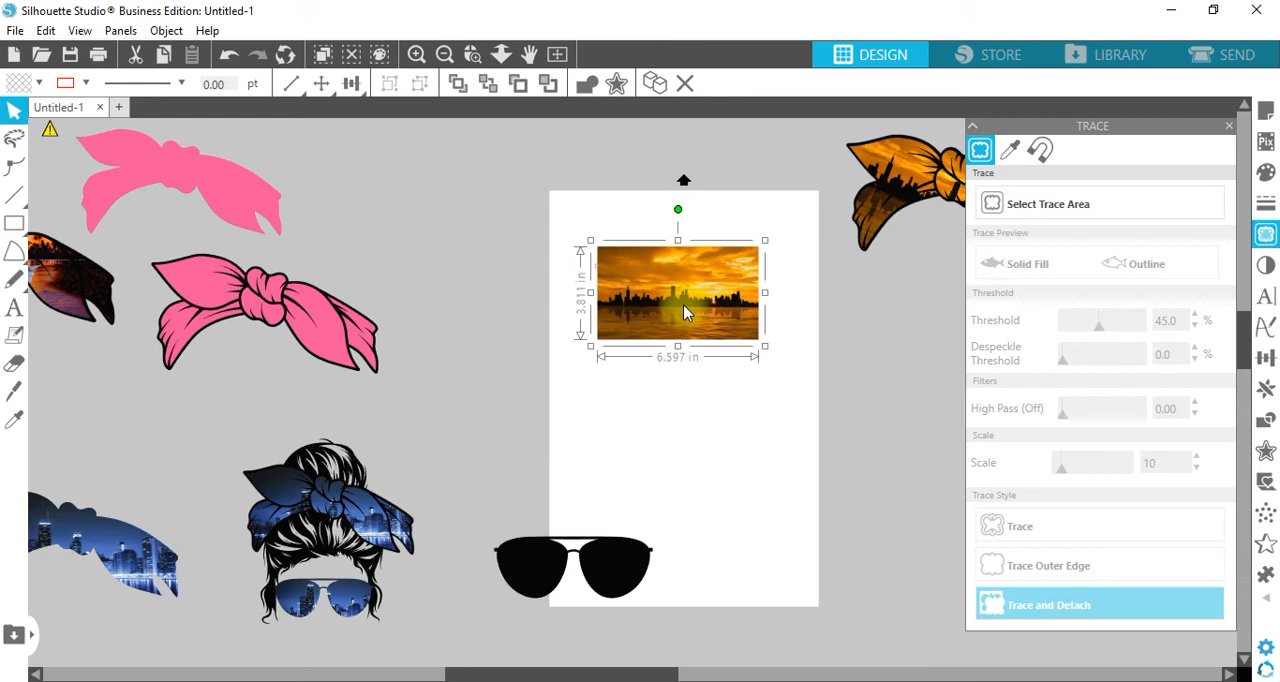 Silhouette Studio® Business Edition: Untitled-1
File Edit View Panels Object Help
DESIGN STORE LIBRARY SEND
0.00 pt
Untitled-1 × +
TRACE
Trace
Select Trace Area
Trace Preview
Solid Fill Outline
Threshold
Threshold 45.0 %
Despeckle Threshold 0.0 %
Filters
High Pass (Off) 0.00
Scale
Scale 10
Trace Style
Trace
Trace Outer Edge
Trace and Detach
3.811 in
6.597 in
Pix
A
A